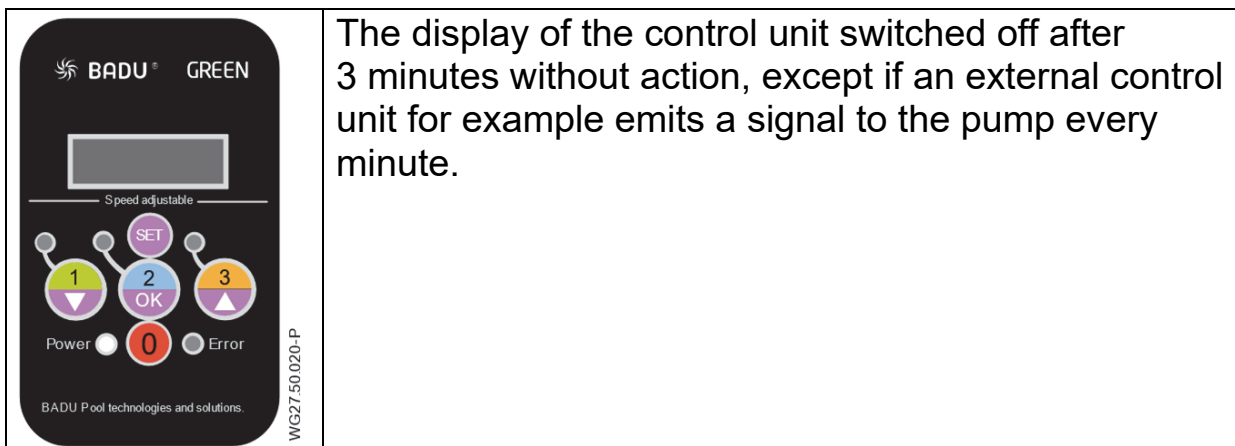 BADU® GREEN
Speed adjustable
SET
1 2 3
OK
Power 0 Error
BADU Pool technologies and solutions.
WG27.50.020-P
The display of the control unit switched off after
3 minutes without action, except if an external control
unit for example emits a signal to the pump every
minute.